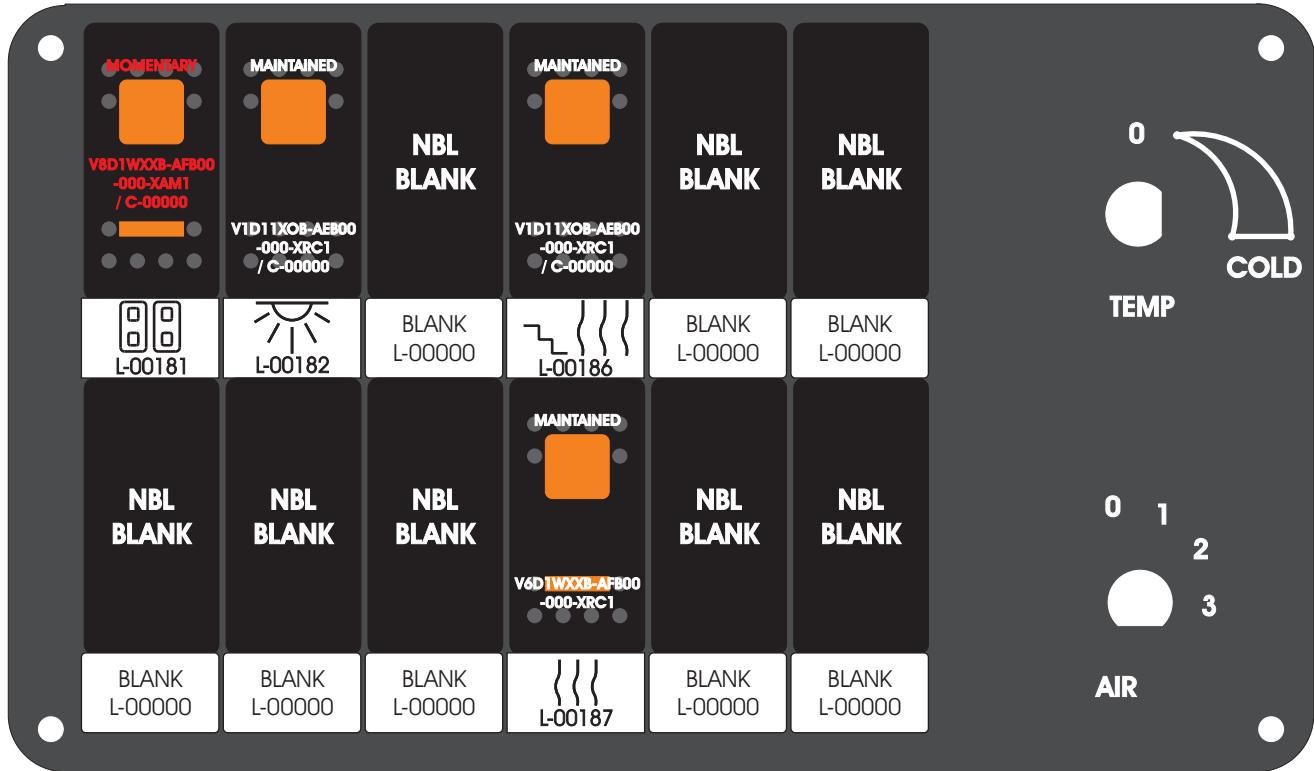 MOMENTARY
V8D1WXXB-AFB00
-000-XAM1
/ C-00000
L-00181
MAINTAINED
V1D11XOB-AEB00
-000-XRC1
/ C-00000
L-00182
NBL
BLANK
BLANK
L-00000
MAINTAINED
V1D11XOB-AEB00
-000-XRC1
/ C-00000
L-00186
NBL
BLANK
BLANK
L-00000
NBL
BLANK
BLANK
L-00000
0
COLD
TEMP
NBL
BLANK
BLANK
L-00000
NBL
BLANK
BLANK
L-00000
NBL
BLANK
BLANK
L-00000
MAINTAINED
V6D1WXXB-AFB00
-000-XRC1
L-00187
NBL
BLANK
BLANK
L-00000
NBL
BLANK
BLANK
L-00000
0
1
2
3
AIR